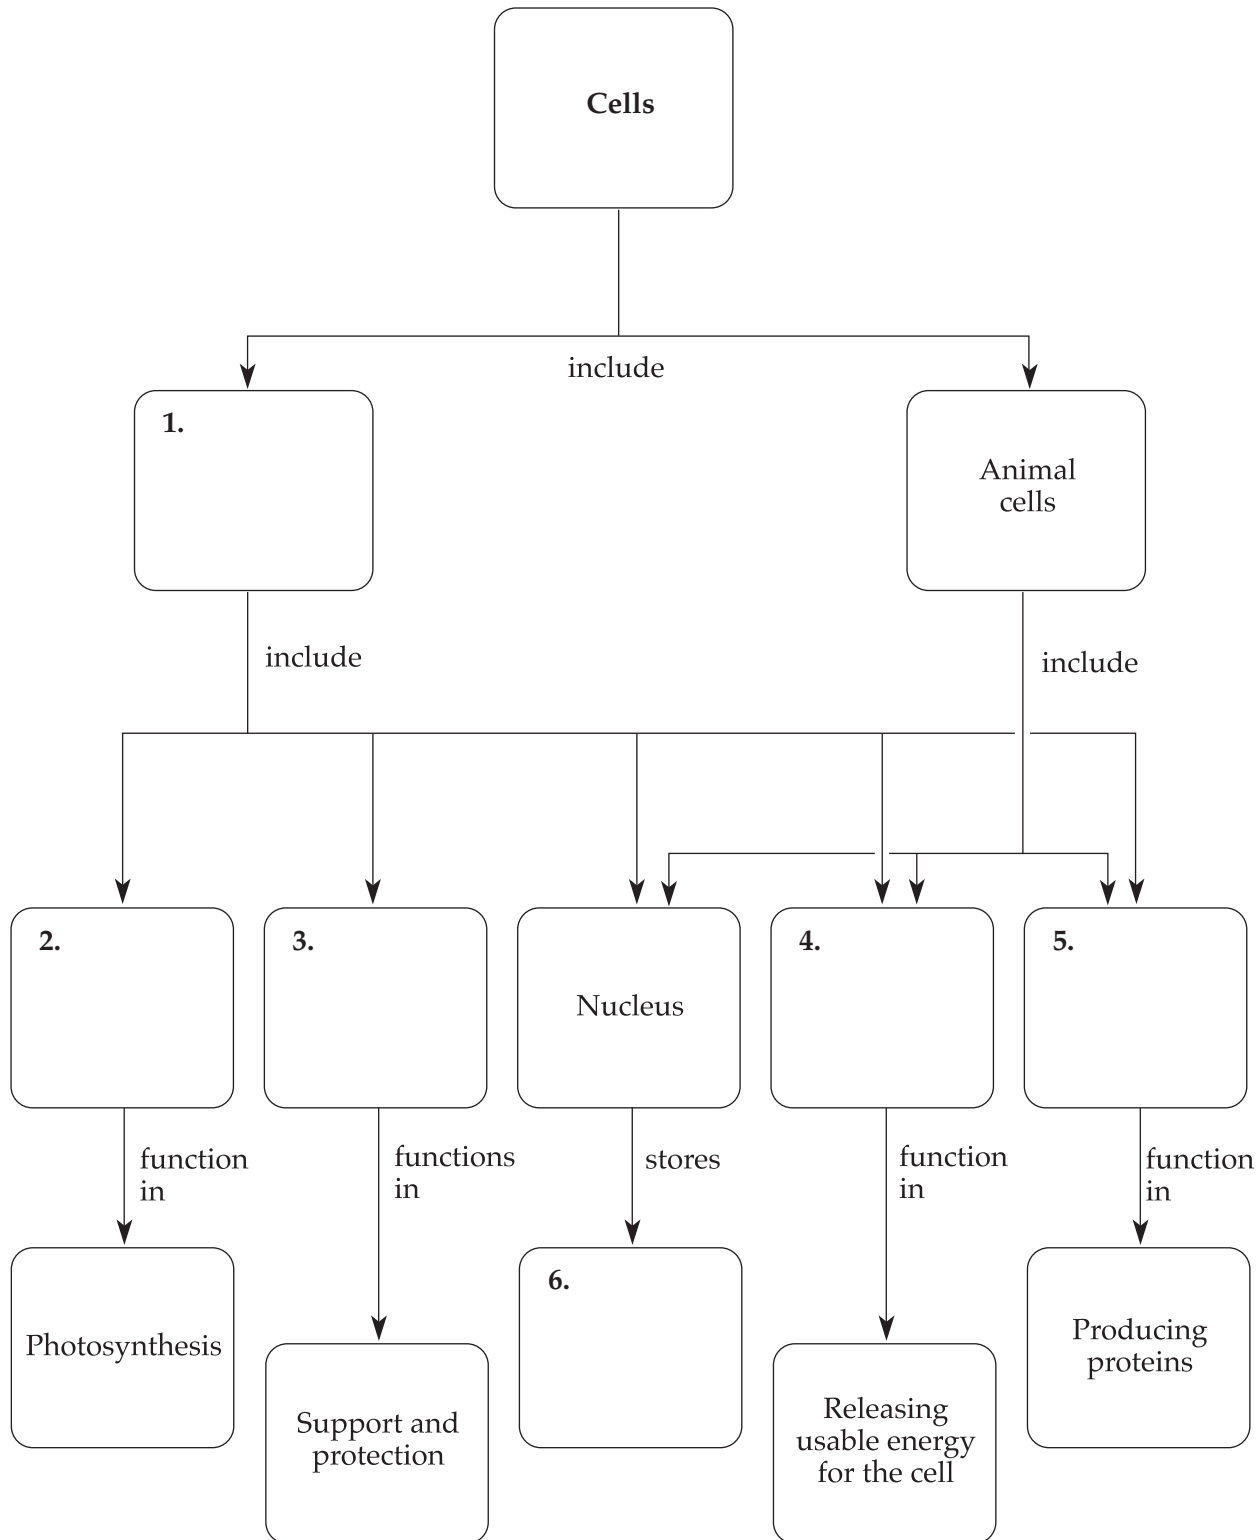 Cells
include
1.
Animal
cells
include
include
2.
3.
Nucleus
4.
5.
function
in
functions
in
stores
function
in
function
in
Photosynthesis
Support and
protection
6.
Releasing
usable energy
for the cell
Producing
proteins